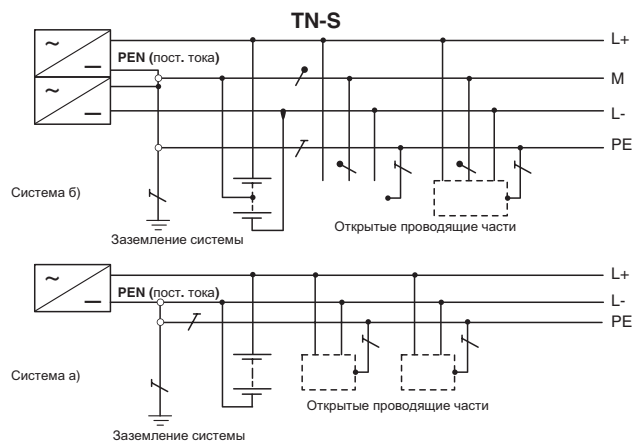 TN-S
L+
PEN (пост. тока)
M
L-
PE
Система б)
Заземление системы
Открытые проводящие части
L+
PEN (пост. тока)
L-
PE
Система а)
Открытые проводящие части
Заземление системы